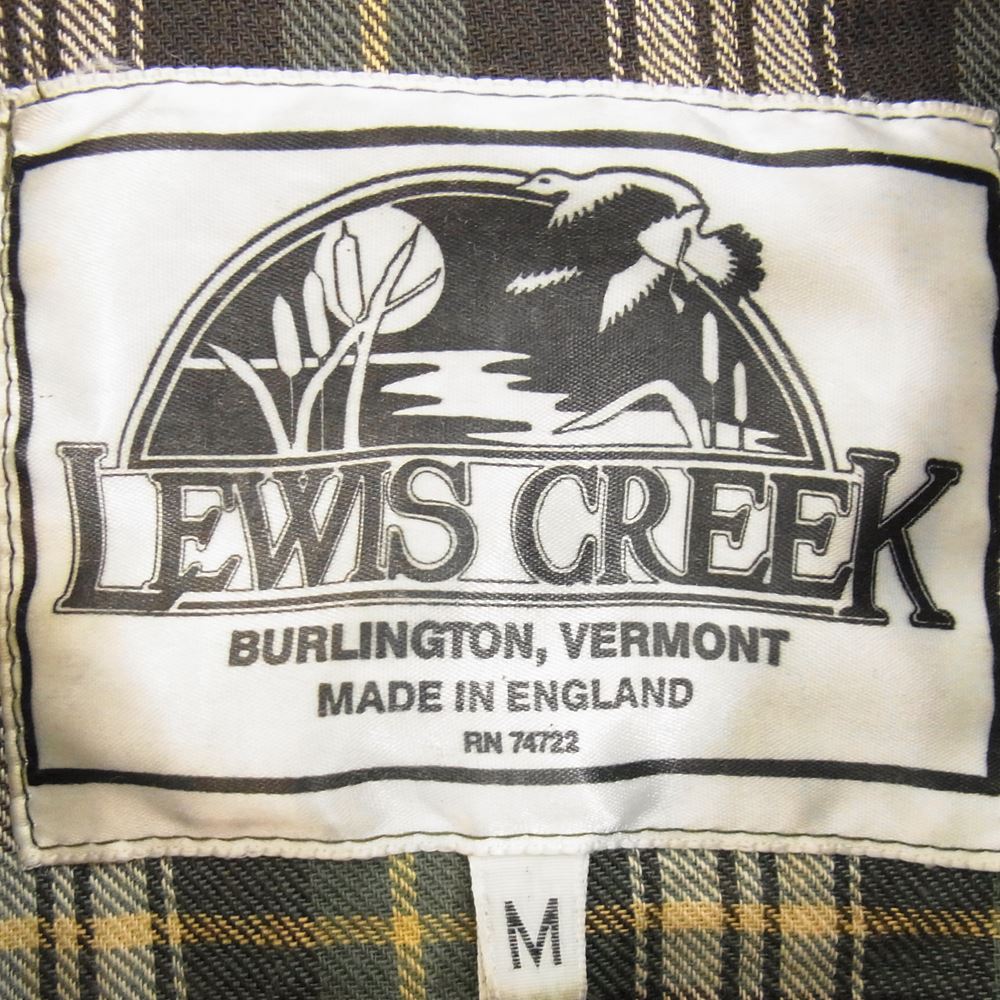 LEWIS CREEK
BURLINGTON, VERMONT
MADE IN ENGLAND
RN 74722
M